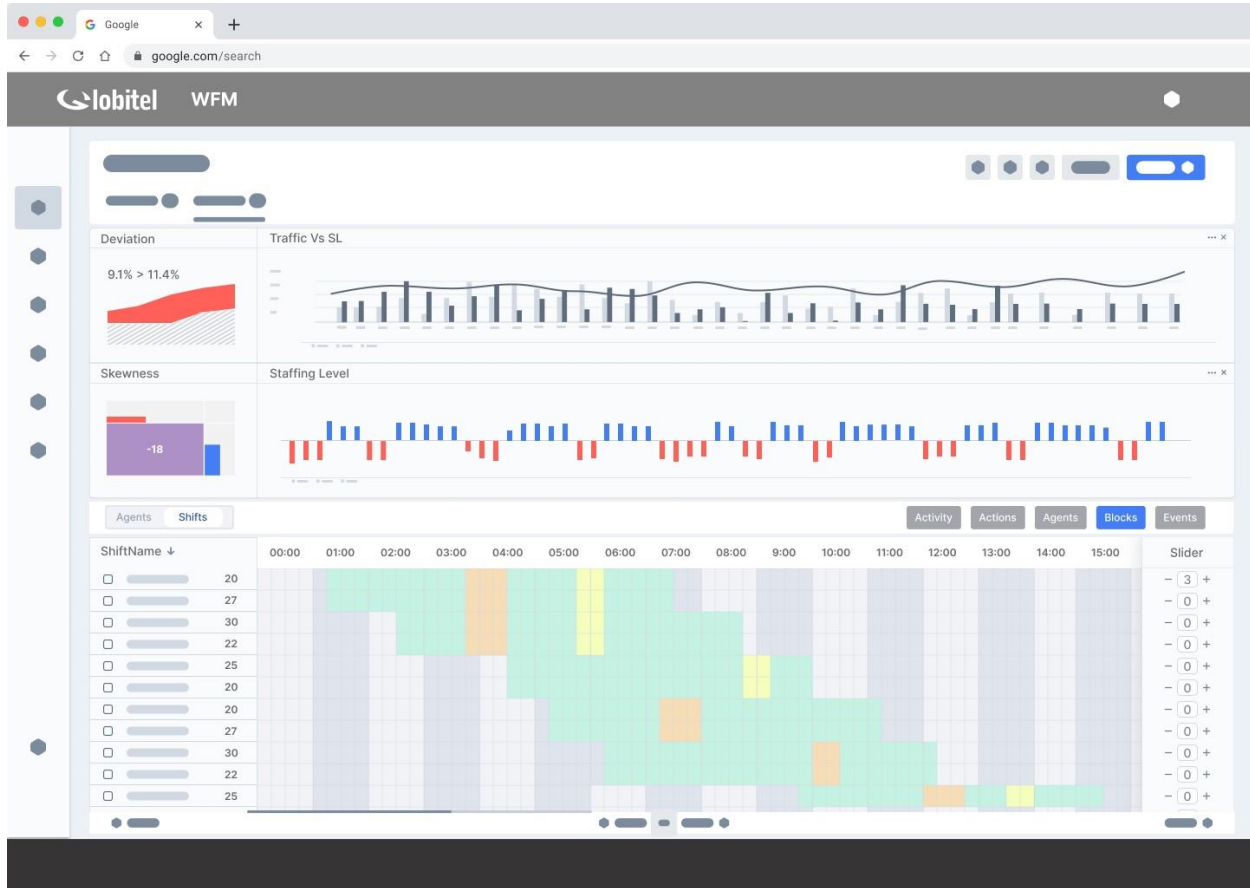 Google
google.com/search
Globitel WFM
Deviation
Traffic Vs SL
9.1% > 11.4%
Skewness
Staffing Level
-18
Agents Shifts
Activity Actions Agents Blocks Events
ShiftName 00:00 01:00 02:00 03:00 04:00 05:00 06:00 07:00 08:00 9:00 10:00 11:00 12:00 13:00 14:00 15:00 Slider
20 - 3 +
27 - 0 +
30 - 0 +
22 - 0 +
25 - 0 +
20 - 0 +
20 - 0 +
27 - 0 +
30 - 0 +
22 - 0 +
25 - 0 +